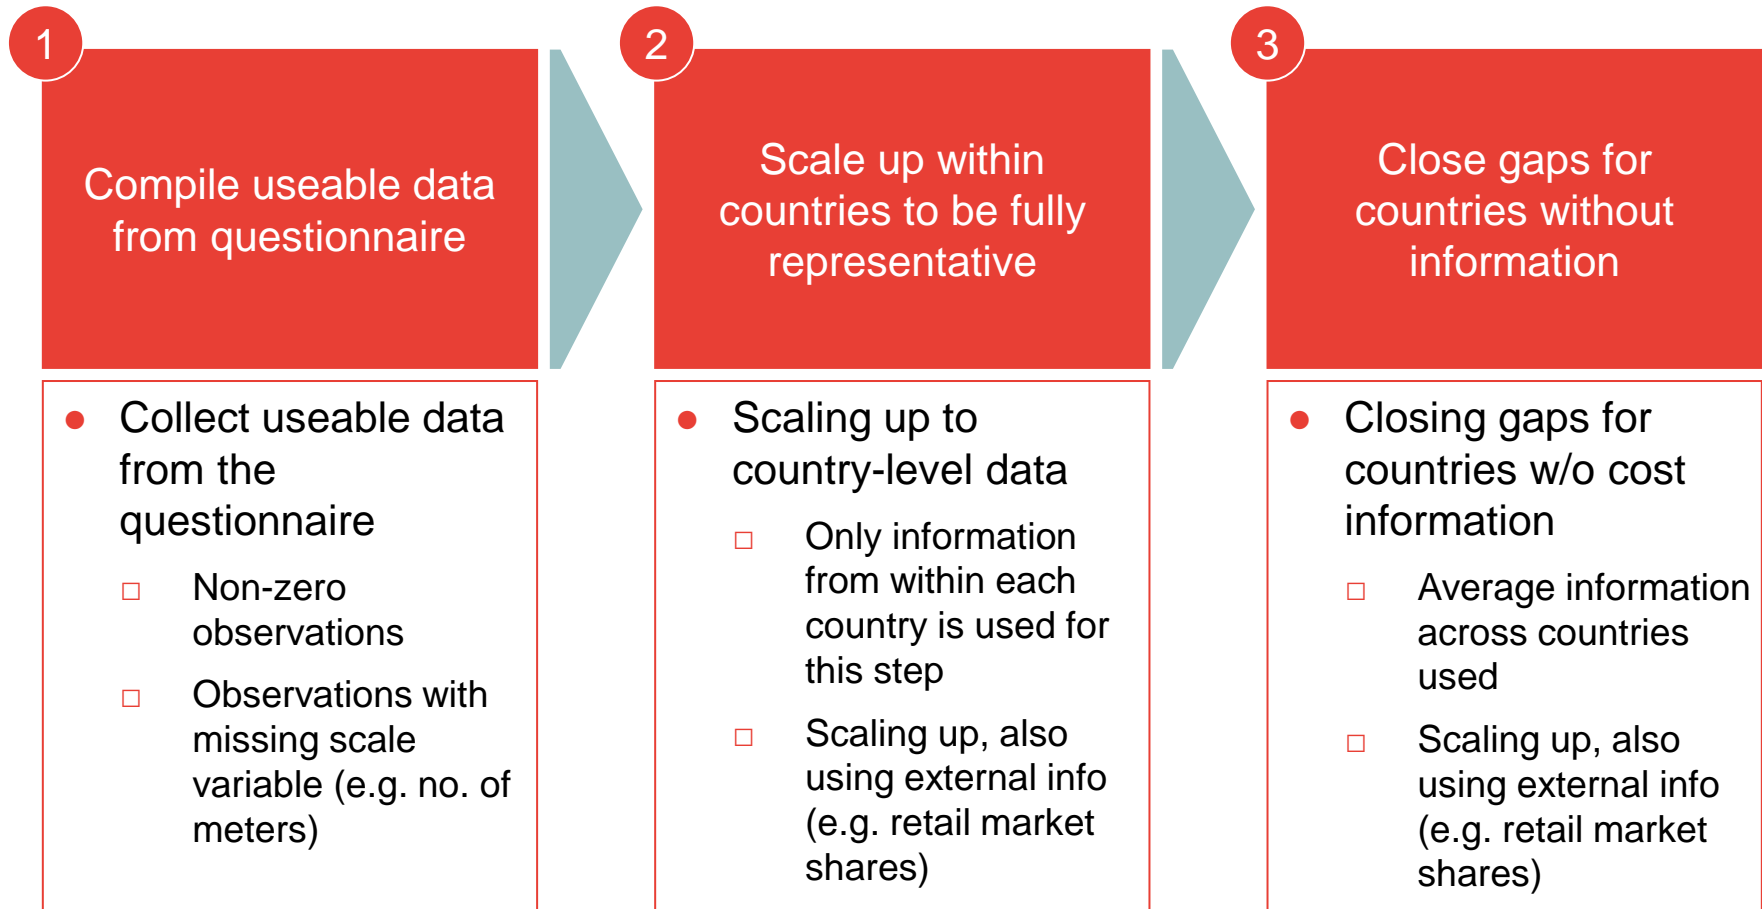 1
Compile useable data
from questionnaire
● Collect useable data
from the
questionnaire
□ Non-zero
observations
□ Observations with
missing scale
variable (e.g. no. of
meters)
2
Scale up within
countries to be fully
representative
● Scaling up to
country-level data
□ Only information
from within each
country is used for
this step
□ Scaling up, also
using external info
(e.g. retail market
shares)
3
Close gaps for
countries without
information
● Closing gaps for
countries w/o cost
information
□ Average information
across countries
used
□ Scaling up, also
using external info
(e.g. retail market
shares)